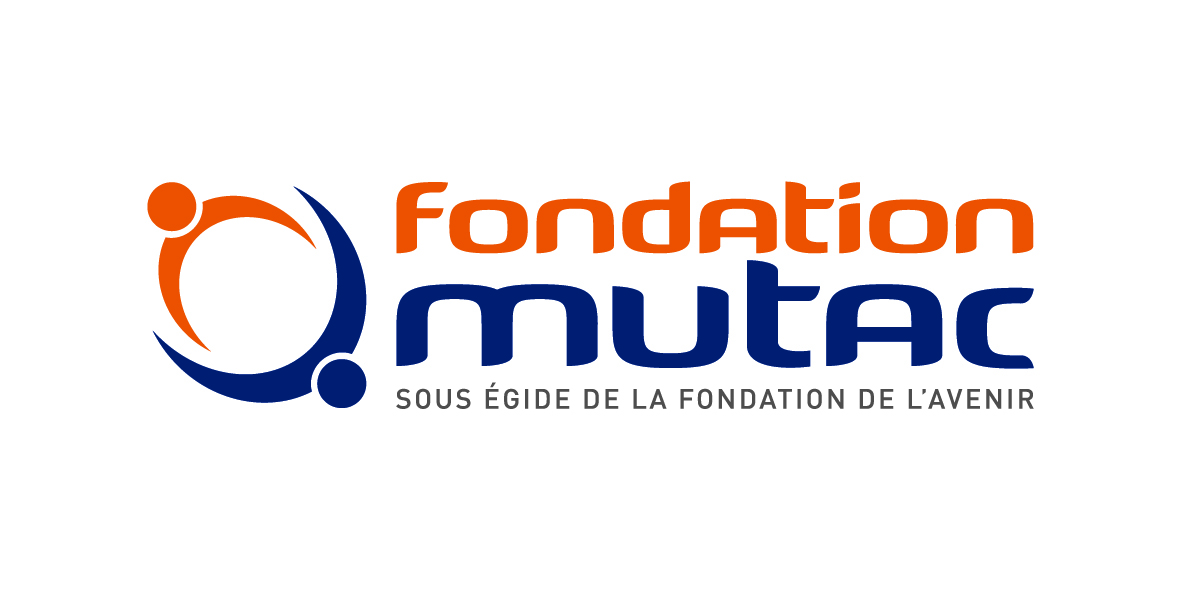 fondation
mutac
SOUS ÉGIDE DE LA FONDATION DE L'AVENIR